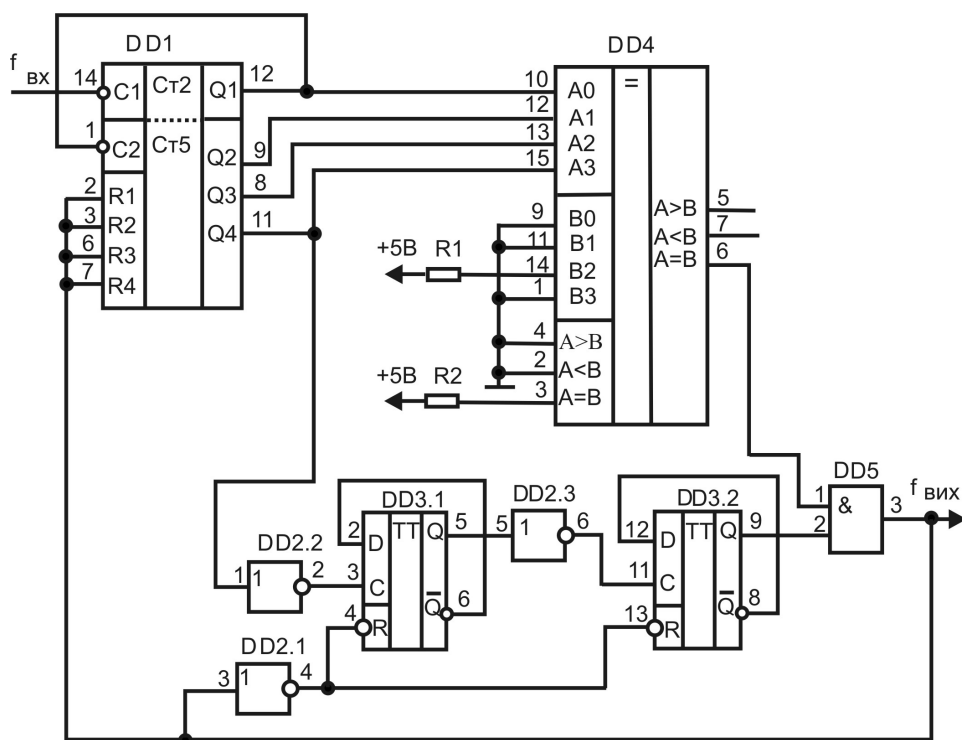 DD1
DD4
f вх
14
C1
Ст2
Q1
12
1
C2
Ст5
Q2
9
Q3
8
Q4
11
2
R1
3
R2
6
R3
7
R4
10
A0
=
12
A1
13
A2
15
A3
9
B0
11
B1
14
B2
1
B3
4
A>B
2
A<B
3
A=B
A>B
5
A<B
7
A=B
6
+5В
R1
+5В
R2
DD5
1
&
2
3
f вих
DD3.1
2
D
TT
Q
5
3
C
Q
6
4
R
DD2.3
5
1
6
DD3.2
12
D
TT
Q
9
11
C
Q
8
13
R
DD2.2
1
1
2
DD2.1
3
1
4